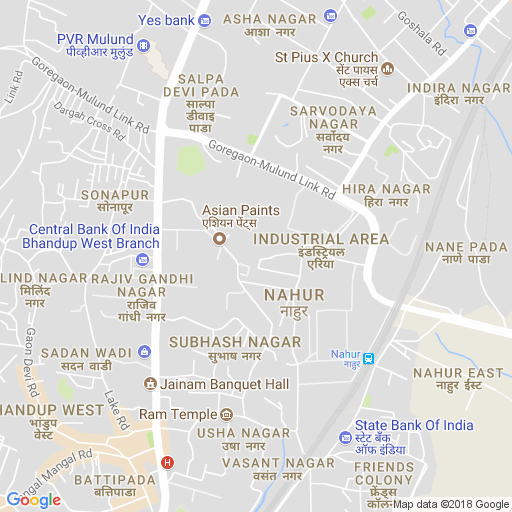 Yes bank
ASHA NAGAR
आशा नगर
Goshala Rd
PVR Mulund
पीव्हीआर मुलुंड
St Pius X Church
सेंट पायस
एक्स चर्च
Goregaon-Mulund Link Rd
Link Rd
Dargah Cross Rd
SALPA
DEVI PADA
साल्पा
डीवाइ
पाडा
INDIRA NAGAR
इंदिरा नगर
SARVODAYA
NAGAR
सर्वोदय
नगर
Goregaon-Mulund Link Rd
SONAPUR
सोनापूर
HIRA NAGAR
हिरा नगर
Asian Paints
एशियन पेंट्स
Central Bank Of India
Bhandup West Branch
INDUSTRIAL AREA
इंडस्ट्रियल
एरिया
NANE PADA
नाणे पाडा
LIND NAGAR
मिलिंद
नगर
RAJIV GANDHI
NAGAR
राजिव
गांधी नगर
NAHUR
नाहुर
Gaon Devi Rd
SUBHASH NAGAR
सुभाष नगर
SADAN WADI
सदन वाडी
Nahur
नाहुर
NAHUR EAST
नाहुर ईस्ट
Jainam Banquet Hall
HANDUP WEST
भांडुप
वेस्ट
Lake Rd
Ram Temple
USHA NAGAR
उषा नगर
State Bank Of India
स्टेट बँक
ऑफ इंडिया
VASANT NAGAR
वसंत नगर
FRIENDS
COLONY
फ्रेंड्स
कॉलनी
BATTIPADA
बत्तिपाडा
ngal Mangal Rd
H
Google
Map data ©2018 Google